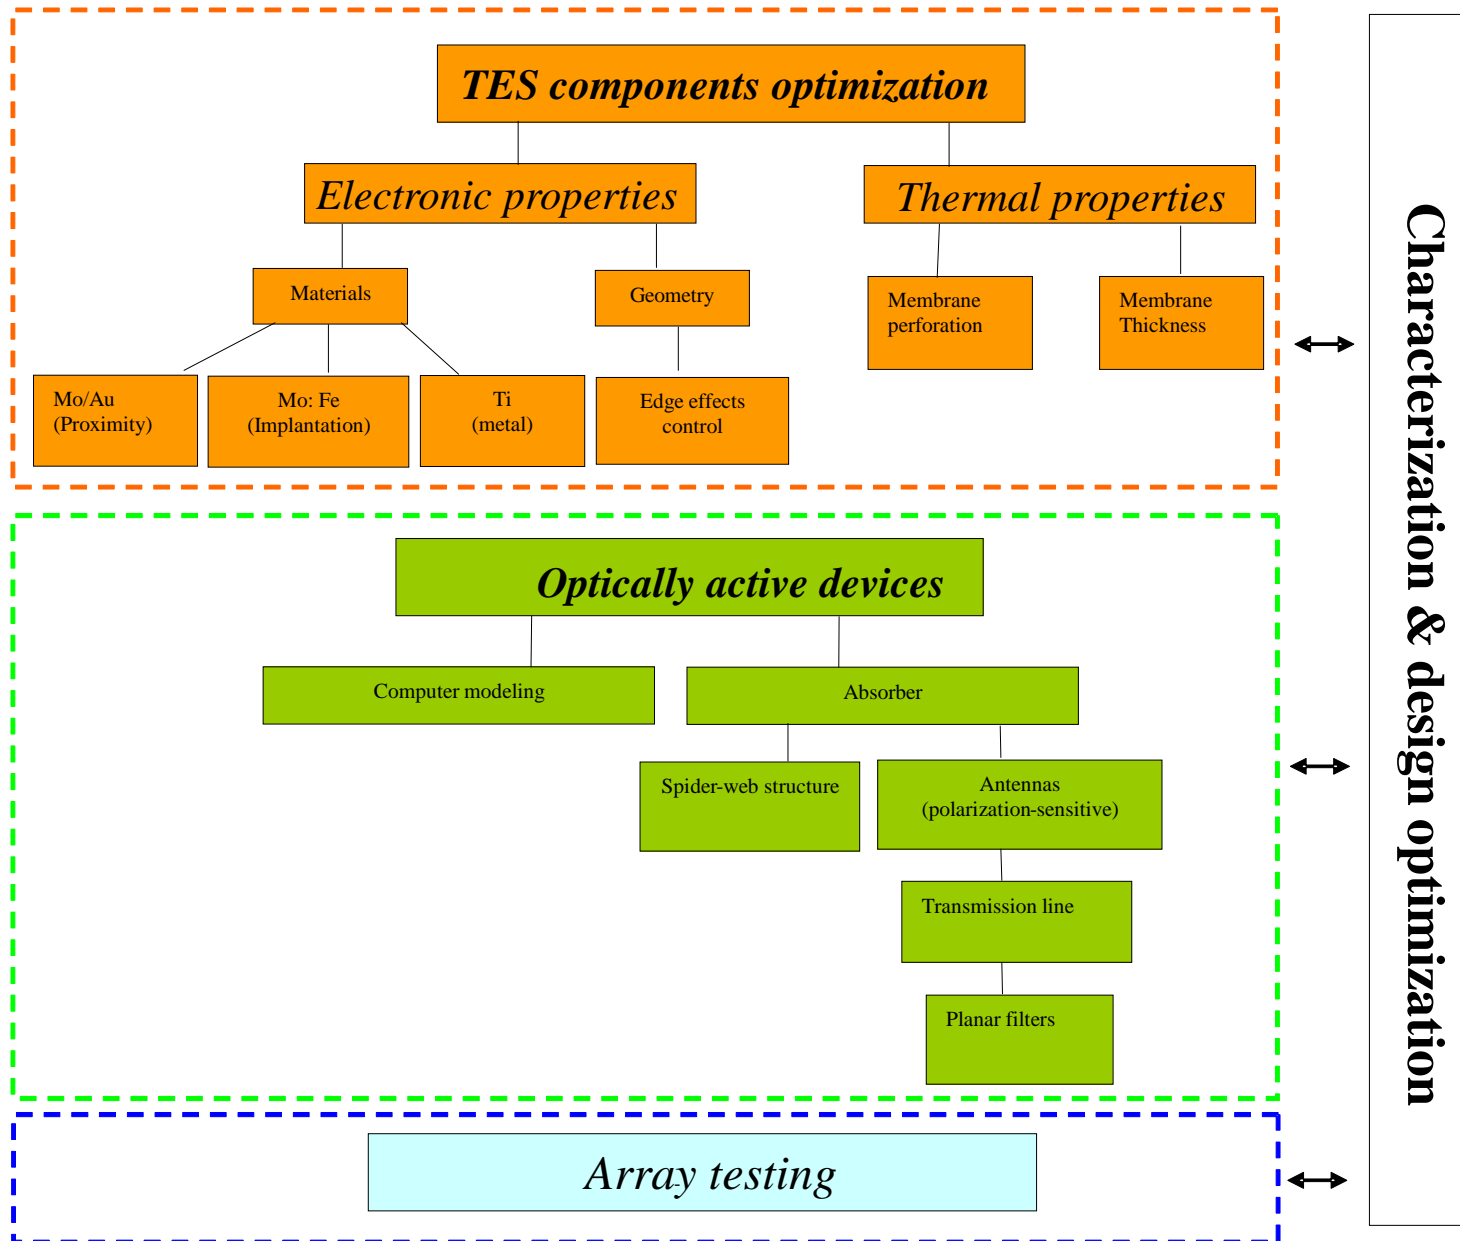 TES components optimization
Electronic properties
Thermal properties
Materials
Geometry
Membrane
perforation
Membrane
Thickness
Mo/Au
(Proximity)
Mo: Fe
(Implantation)
Ti
(metal)
Edge effects
control
Optically active devices
Computer modeling
Absorber
Spider-web structure
Antennas
(polarization-sensitive)
Transmission line
Planar filters
Array testing
Characterization & design optimization